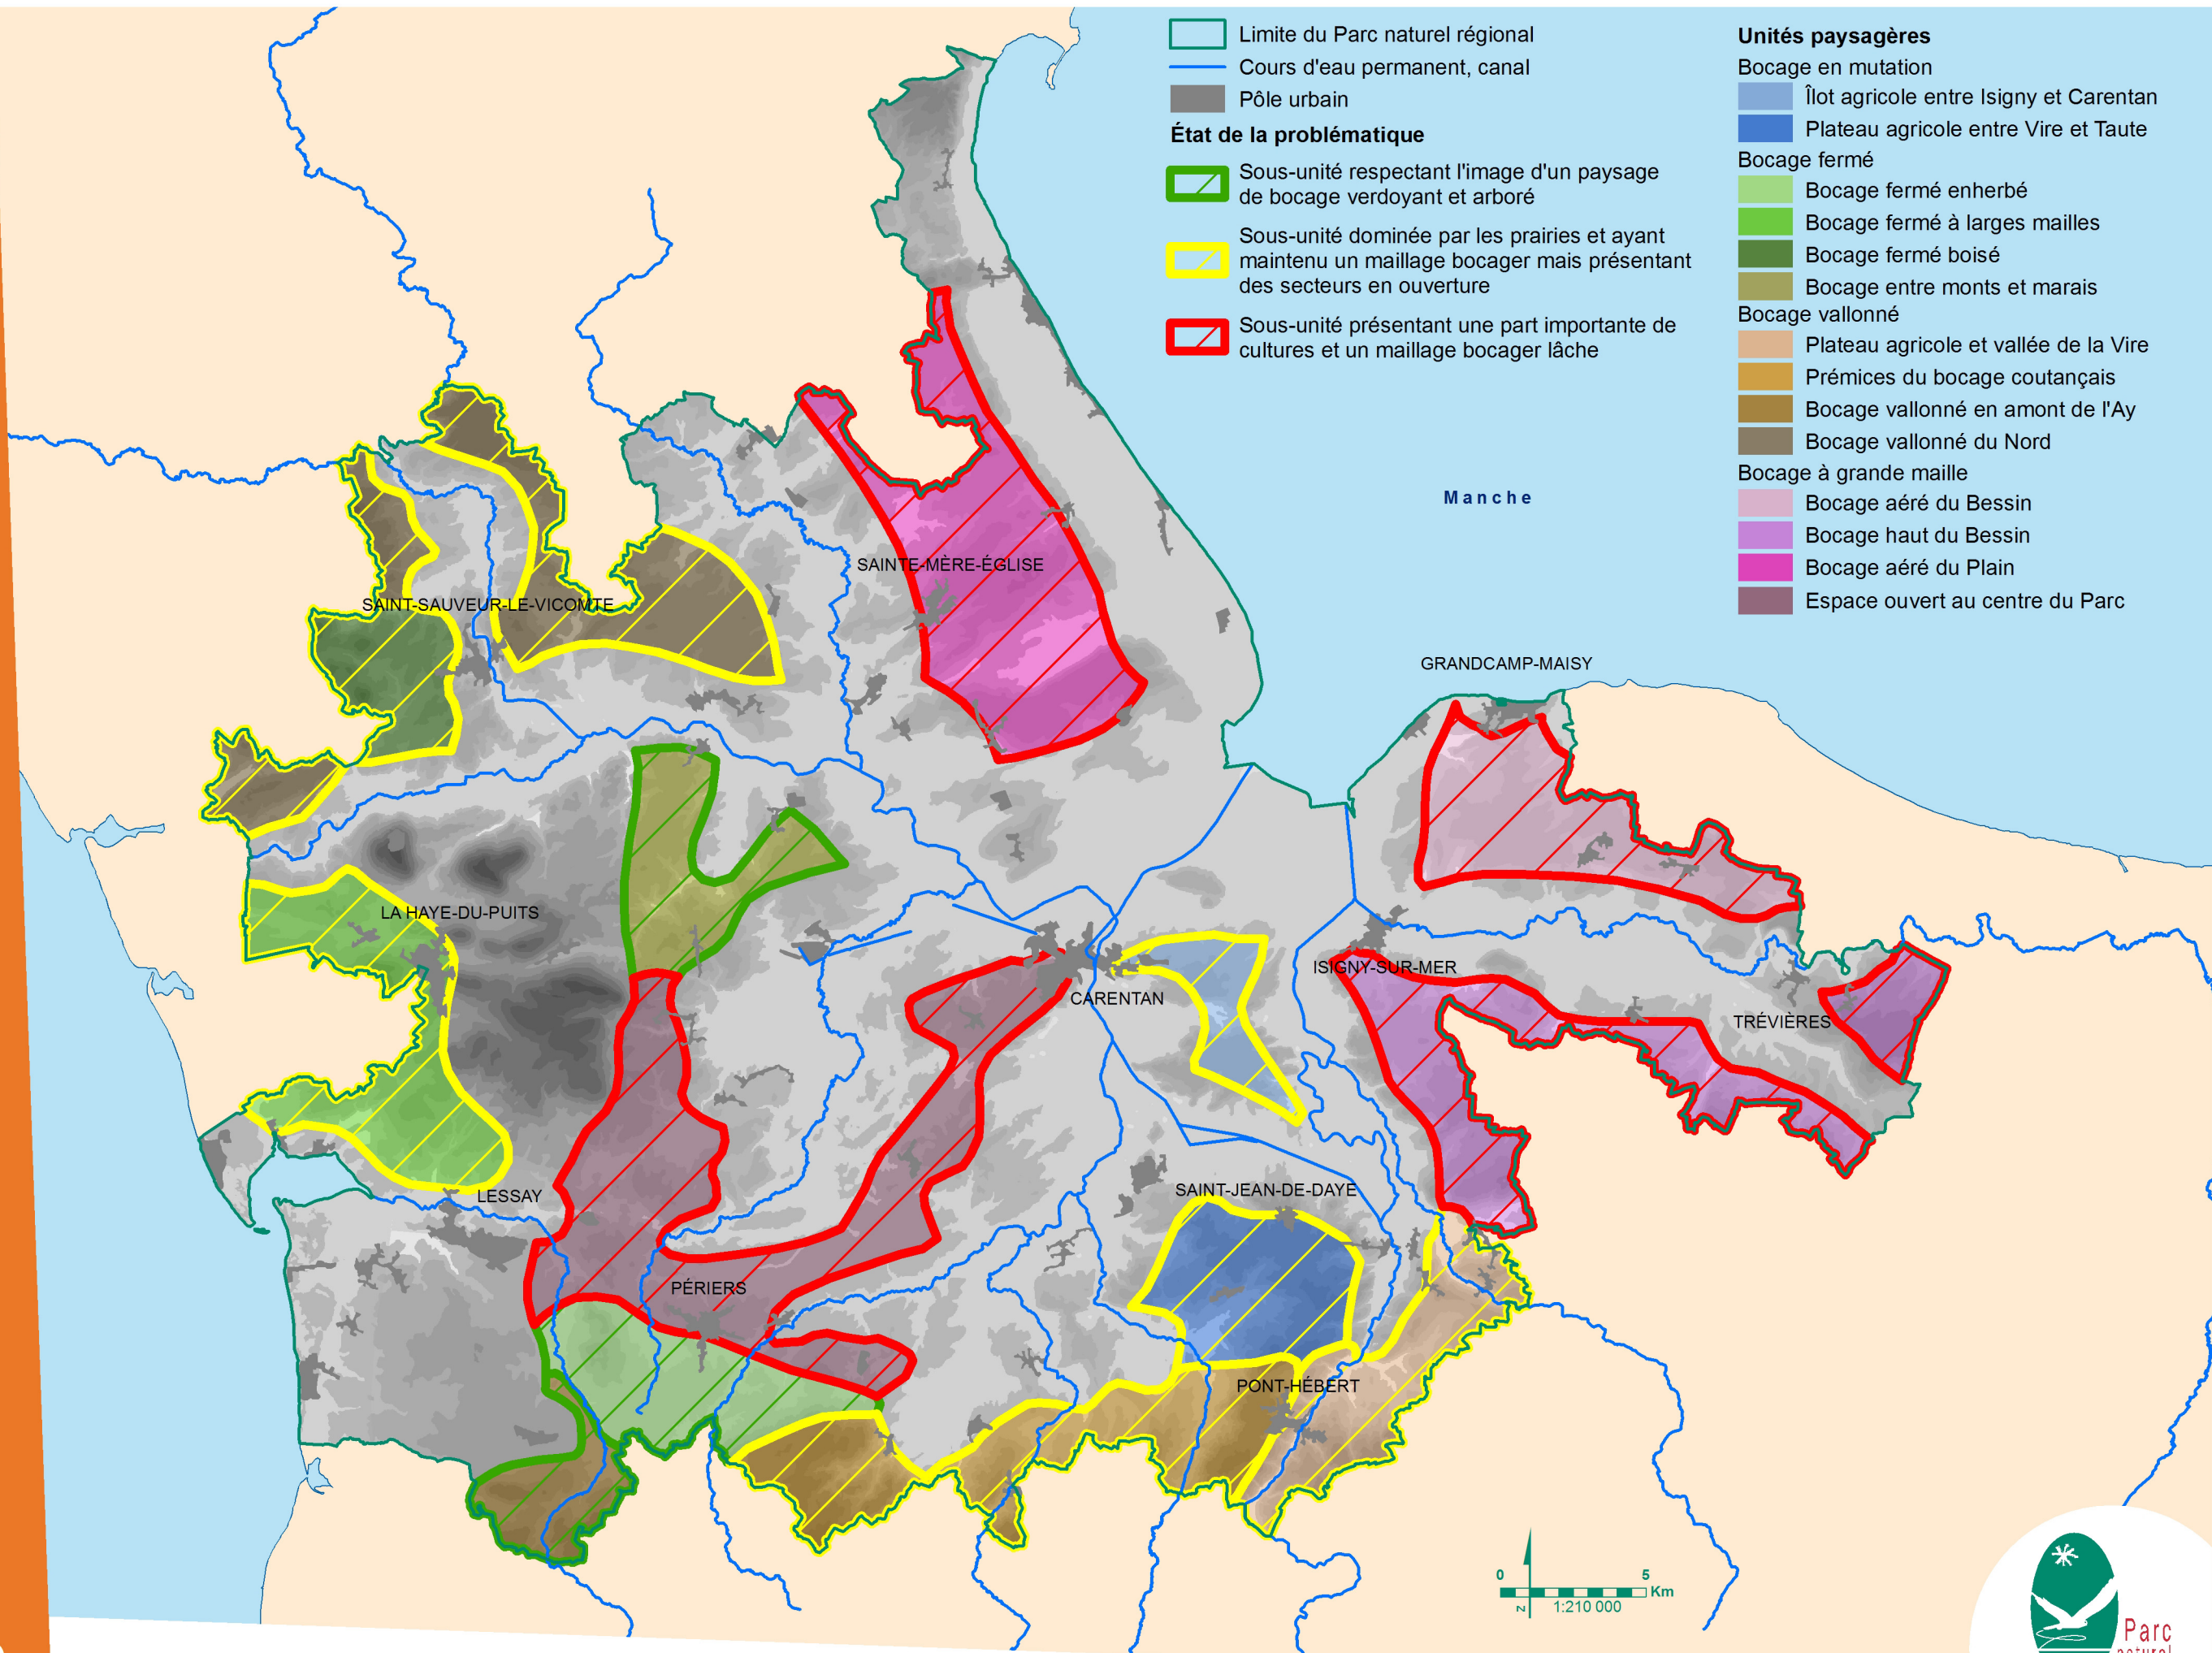 Limite du Parc naturel régional
Cours d'eau permanent, canal
Pôle urbain
État de la problématique
Sous-unité respectant l'image d'un paysage
de bocage verdoyant et arboré
Sous-unité dominée par les prairies et ayant
maintenu un maillage bocager mais présentant
des secteurs en ouverture
Sous-unité présentant une part importante de
cultures et un maillage bocager lâche
Unités paysagères
Bocage en mutation
Îlot agricole entre Isigny et Carentan
Plateau agricole entre Vire et Taute
Bocage fermé
Bocage fermé enherbé
Bocage fermé à larges mailles
Bocage fermé boisé
Bocage entre monts et marais
Bocage vallonné
Plateau agricole et vallée de la Vire
Prémices du bocage coutançais
Bocage vallonné en amont de l'Ay
Bocage vallonné du Nord
Bocage à grande maille
Bocage aéré du Bessin
Bocage haut du Bessin
Bocage aéré du Plain
Espace ouvert au centre du Parc
Manche
SAINTE-MÈRE-ÉGLISE
SAINT-SAUVEUR-LE-VICOMTE
GRANDCAMP-MAISY
LA HAYE-DU-PUITS
ISIGNY-SUR-MER
CARENTAN
TRÉVIÈRES
SAINT-JEAN-DE-DAYE
LESSAY
PÉRIERS
PONT-HÉBERT
0 5
Km
1:210 000
N
Parc
naturel